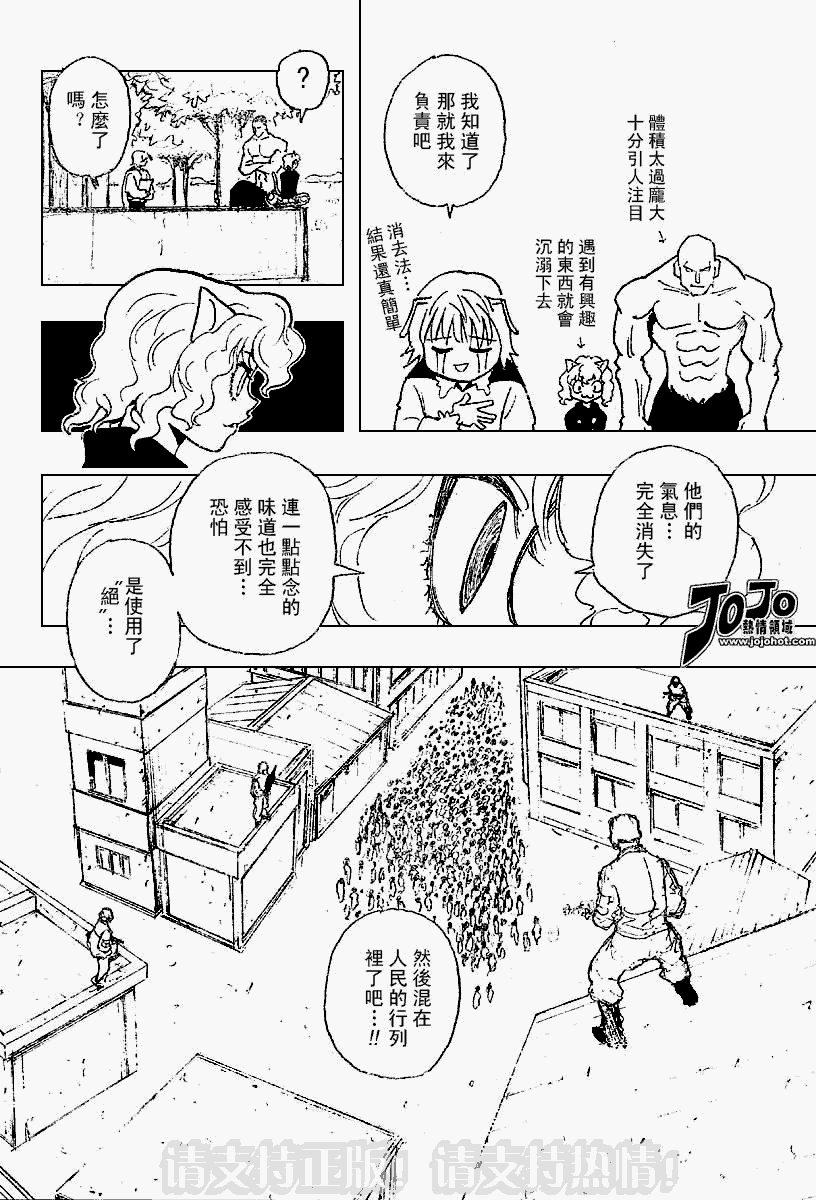 體積太過龐大
十分引人注目
遇到有興趣
的東西就會
沉溺下去
我知道了
那就我來
負責吧
消去法…
結果還真簡單
?
怎麼了
嗎?
他們的
氣息…
完全消失了
連一點點念的
味道也完全
感受不到…
恐怕
是使用了
"絕"…
然後混在
人民的行列
裡了吧…!!
JOJO
熱情領域
www.jojohot.com
请支持正版! 请支持热情!